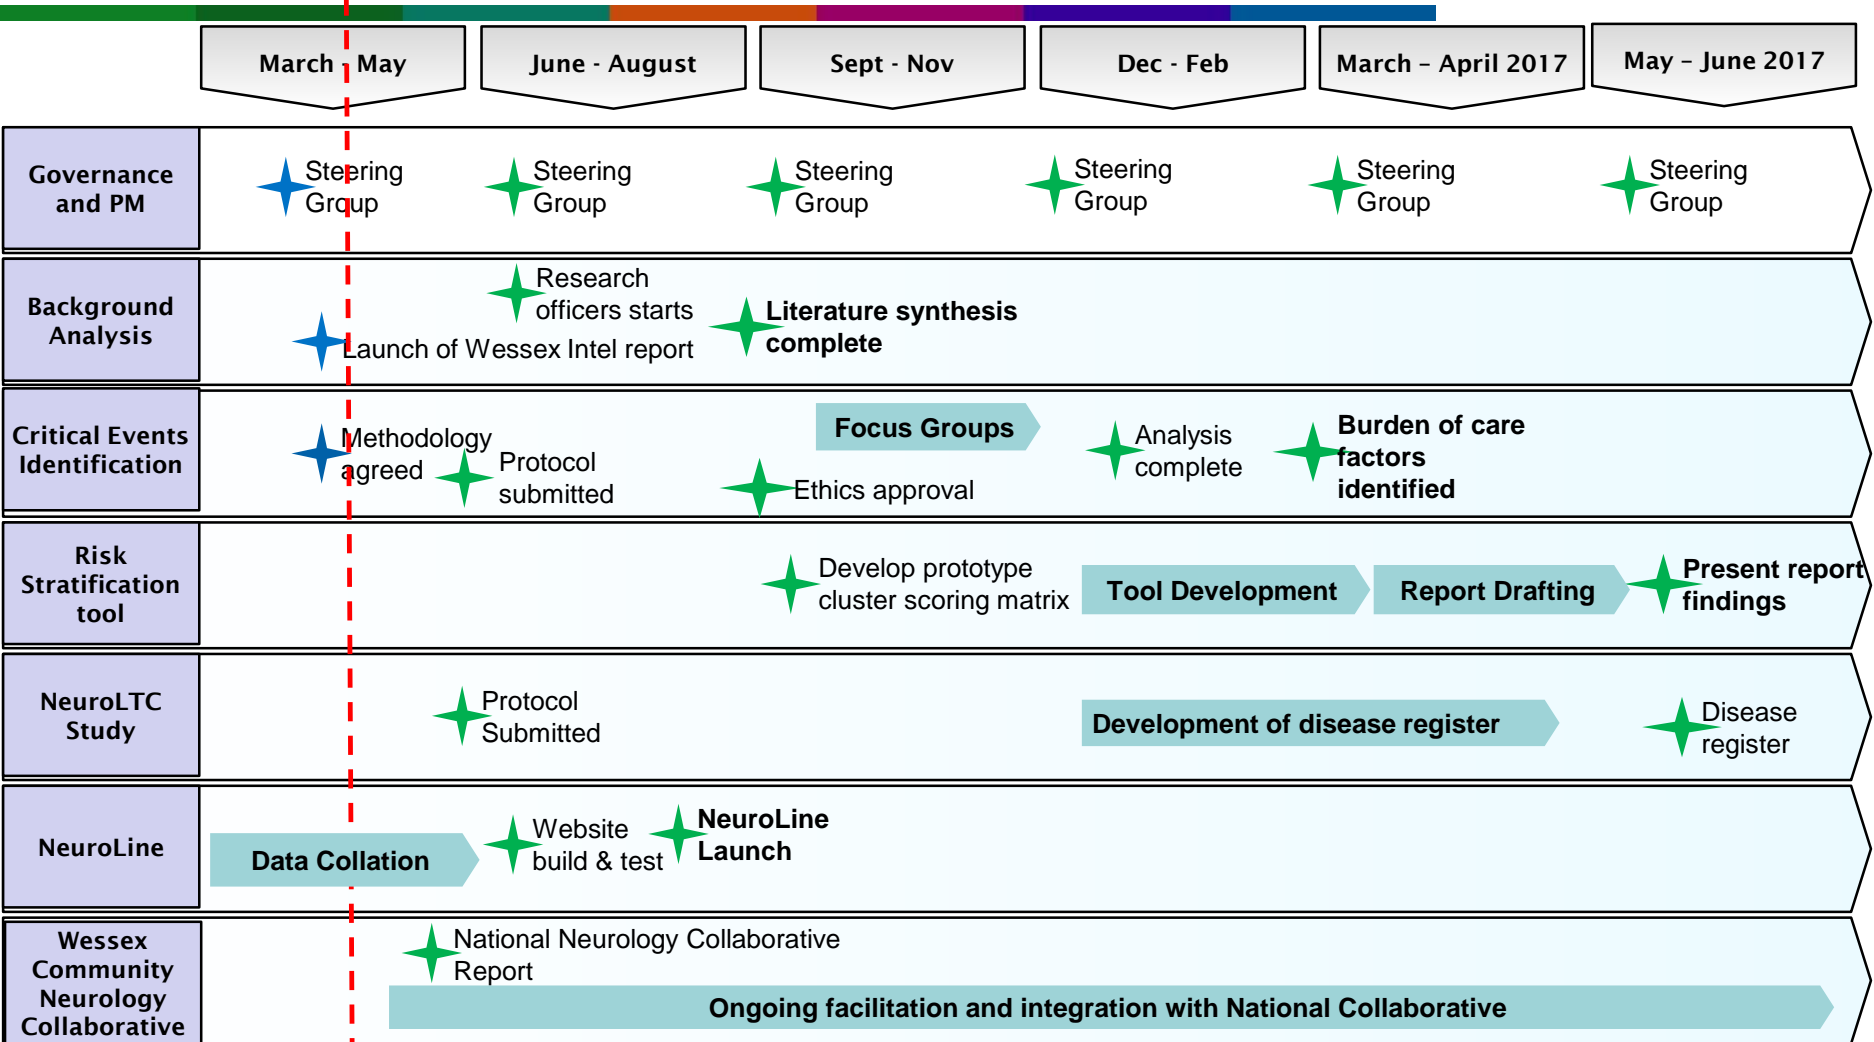 March - May
June - August
Sept - Nov
Dec - Feb
March – April 2017
May – June 2017
Governance
and PM
Steering
Group
Steering
Group
Steering
Group
Steering
Group
Steering
Group
Steering
Group
Background
Analysis
Launch of Wessex Intel report
Research
officers starts
Literature synthesis
complete
Critical Events
Identification
Methodology
agreed
Protocol
submitted
Ethics approval
Focus Groups
Analysis
complete
Burden of care
factors
identified
Risk
Stratification
tool
Develop prototype
cluster scoring matrix
Tool Development
Report Drafting
Present report
findings
NeuroLTC
Study
Protocol
Submitted
Development of disease register
Disease
register
NeuroLine
Data Collation
Website
build & test
NeuroLine
Launch
Wessex
Community
Neurology
Collaborative
National Neurology Collaborative
Report
Ongoing facilitation and integration with National Collaborative